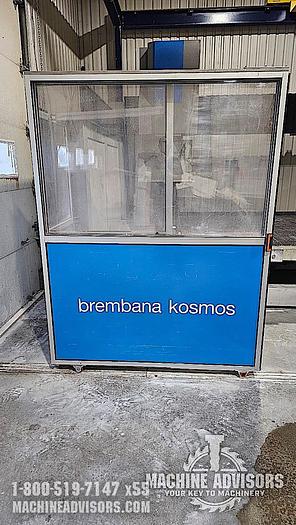 brembana kosmos
1-800-519-7147 x55
MACHINEADVISORS.COM
MACHINE ADVISORS
YOUR KEY TO MACHINERY